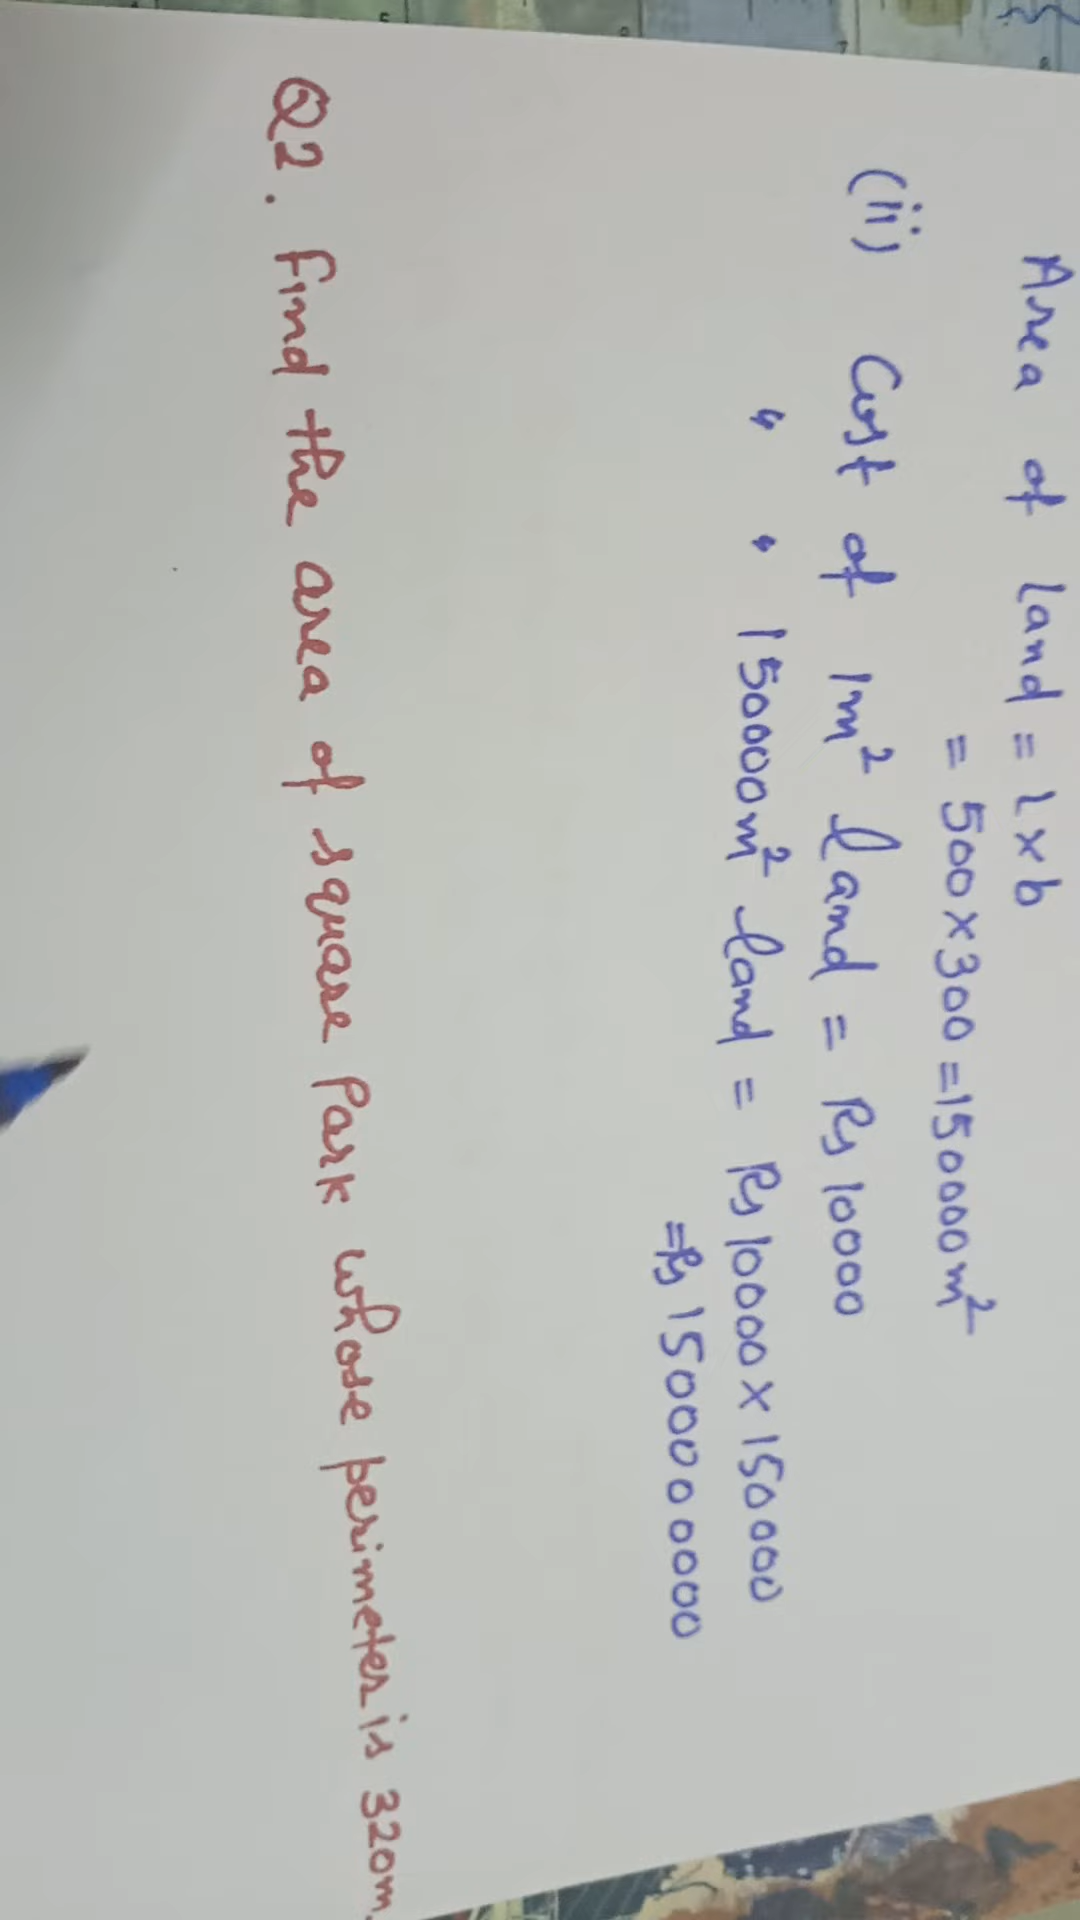 Area of land = l × b
= 500 × 300 = 150000 m²
(ii) Cost of 1m² land = Rs 10000
" " 150000 m² land = Rs 10000 × 150000
= Rs 1500000000
Q2. Find the area of square Park whose perimeter is 320m.